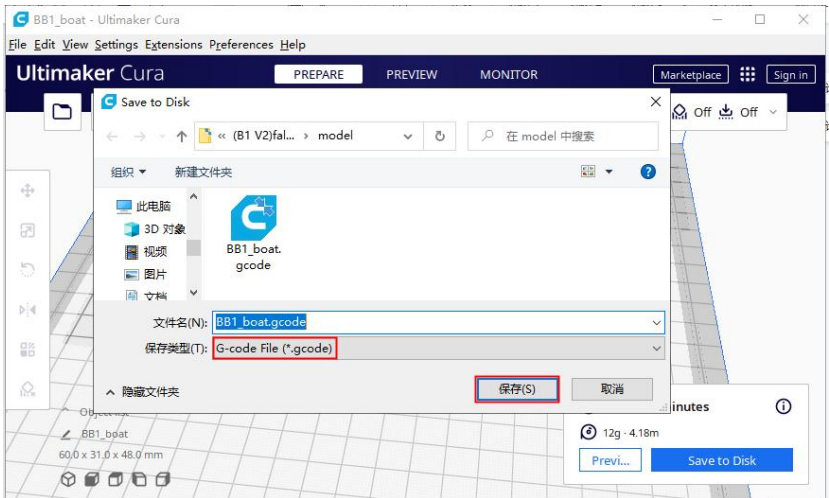 BB1_boat - Ultimaker Cura
File Edit View Settings Extensions Preferences Help
Ultimaker Cura PREPARE PREVIEW MONITOR Marketplace Sign in
Save to Disk
Off Off
« (B1 V2)fal... › model 在 model 中搜索
组织 新建文件夹
此电脑
3D 对象
视频
图片
文档
BB1_boat.
gcode
文件名(N): BB1_boat.gcode
保存类型(T): G-code File (*.gcode)
隐藏文件夹 保存(S) 取消
Object list
inutes
BB1_boat
12g · 4.18m
60.0 x 31.0 x 48.0 mm
Previ... Save to Disk